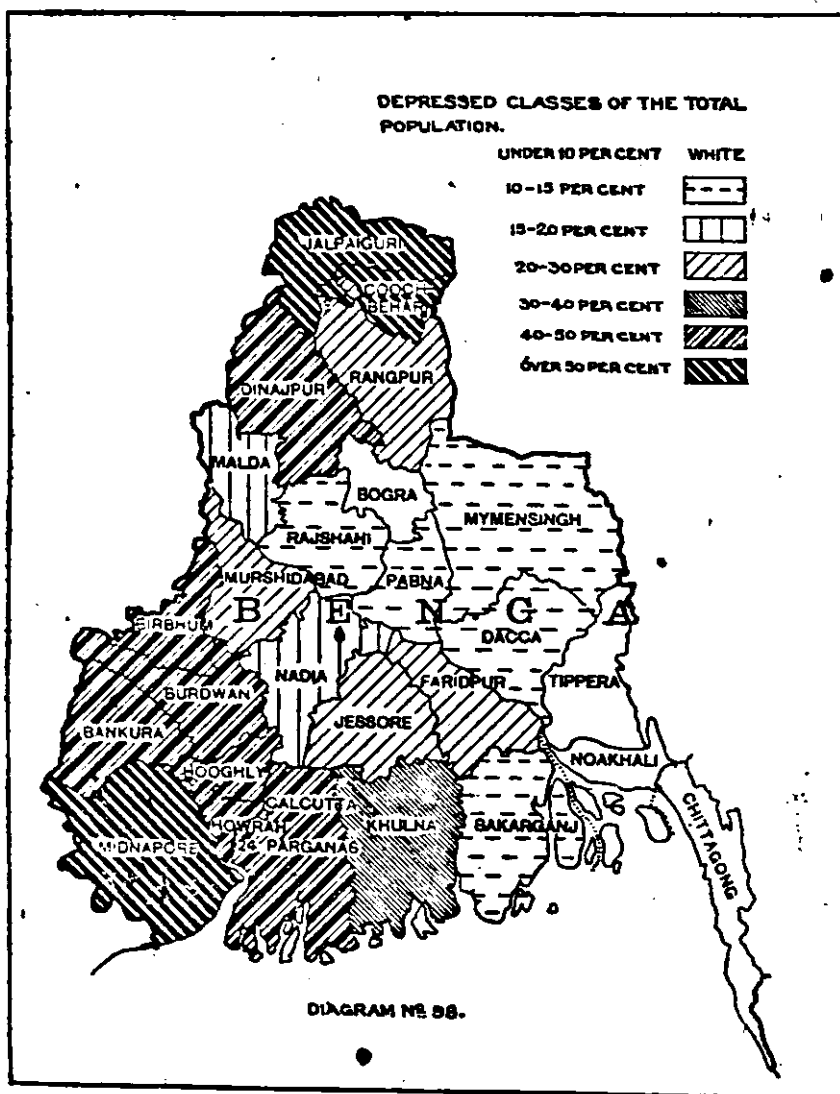 DEPRESSED CLASSES OF THE TOTAL
POPULATION.
UNDER 10 PER CENT WHITE
10-15 PER CENT
15-20 PER CENT
20-30 PER CENT
30-40 PER CENT
40-50 PER CENT
OVER 50 PER CENT
JALPAIGURI
COOCH
BEHAR
RANGPUR
DINAJPUR
MALDA
BOGRA
MYMENSINGH
RAJSHAHI
MURSHIDABAD
PABNA
B E N G A
BIRBHUM
DACCA
NADIA
FARIDPUR
TIPPERA
BURDWAN
JESSORE
BANKURA
NOAKHALI
HOOGHLY
CALCUTTA
CHITTAGONG
HOWRAH
KHULNA
BAKARGANJ
MIDNAPORE
24 PARGANAS
DIAGRAM Nº 98.